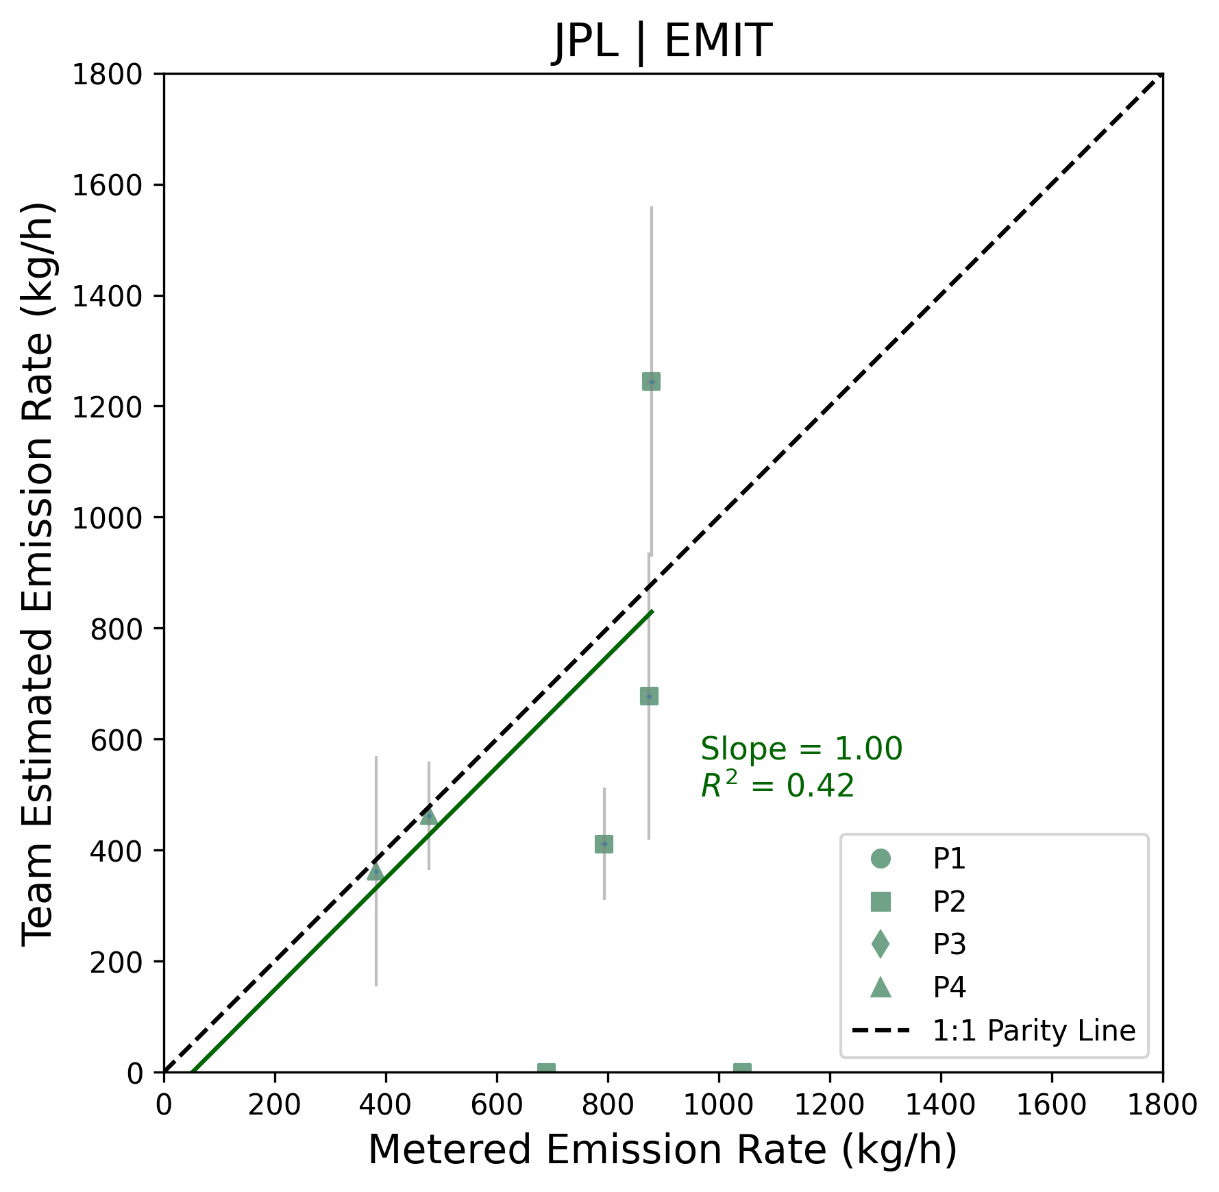 JPL | EMIT
1800
1600
1400
1200
1000
800
600
400
200
0
Team Estimated Emission Rate (kg/h)
Slope = 1.00
R² = 0.42
P1
P2
P3
P4
1:1 Parity Line
0 200 400 600 800 1000 1200 1400 1600 1800
Metered Emission Rate (kg/h)